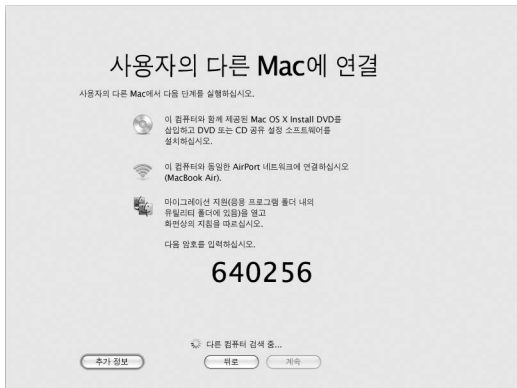 사용자의 다른 Mac에 연결
사용자의 다른 Mac에서 다음 단계를 실행하십시오.
이 컴퓨터와 함께 제공된 Mac OS X Install DVD를
삽입하고 DVD 또는 CD 공유 설정 소프트웨어를
설치하십시오.
이 컴퓨터와 동일한 AirPort 네트워크에 연결하십시오
(MacBook Air).
마이그레이션 지원(응용 프로그램 폴더 내의
유틸리티 폴더에 있음)을 열고
화면상의 지침을 따르십시오.
다음 암호를 입력하십시오.
640256
다른 컴퓨터 검색 중...
추가 정보
뒤로
계속